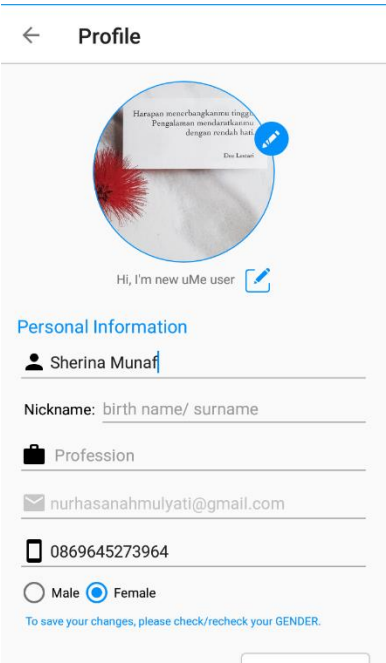 Profile
Harapan menerbangkanmu tinggi.
Pengalaman mendaratkanmu
dengan rendah hati.
Dee Lestari
Hi, I'm new uMe user
Personal Information
Sherina Munaf
Nickname: birth name/ surname
Profession
nurhasanahmulyati@gmail.com
0869645273964
Male Female
To save your changes, please check/recheck your GENDER.